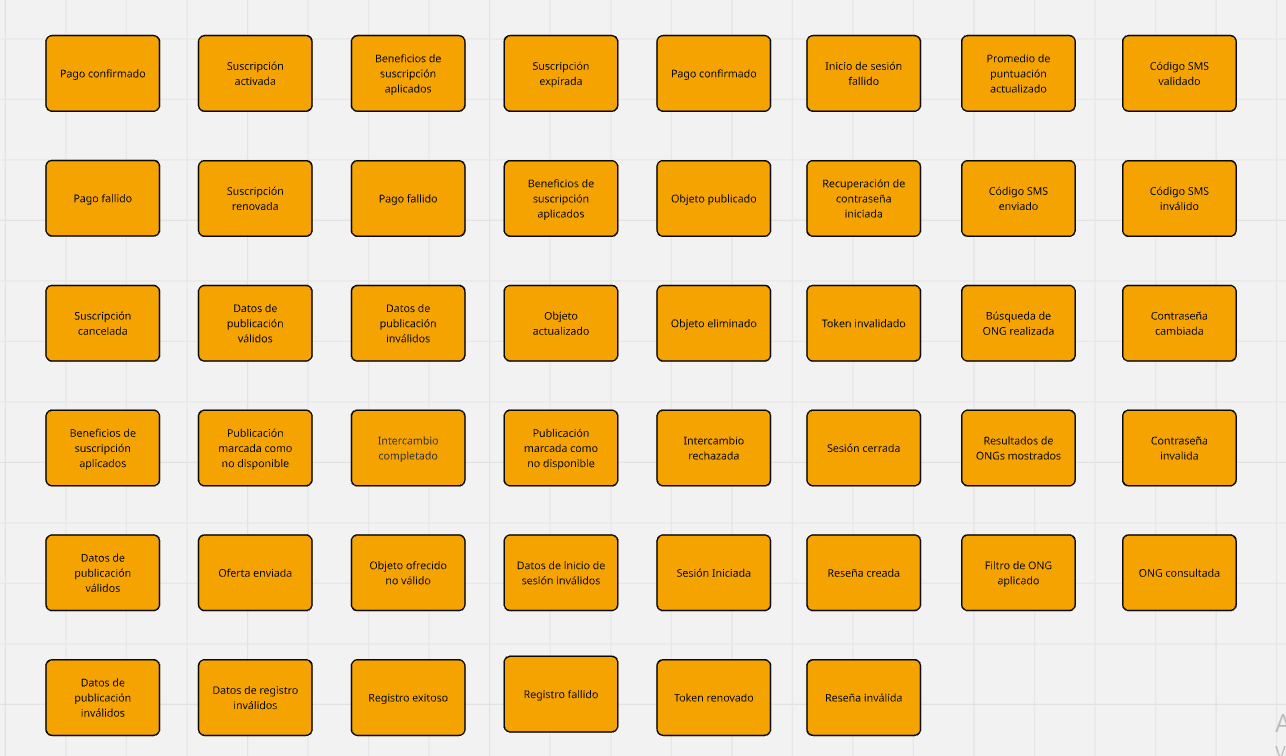 Pago confirmado
Suscripción
activada
Beneficios de
suscripción
aplicados
Suscripción
expirada
Pago confirmado
Inicio de sesión
fallido
Promedio de
puntuación
actualizado
Código SMS
validado
Pago fallido
Suscripción
renovada
Pago fallido
Beneficios de
suscripción
aplicados
Objeto publicado
Recuperación de
contraseña
iniciada
Código SMS
enviado
Código SMS
inválido
Suscripción
cancelada
Datos de
publicación
válidos
Datos de
publicación
inválidos
Objeto
actualizado
Objeto eliminado
Token invalidado
Búsqueda de
ONG realizada
Contraseña
cambiada
Beneficios de
suscripción
aplicados
Publicación
marcada como
no disponible
Intercambio
completado
Publicación
marcada como
no disponible
Intercambio
rechazada
Sesión cerrada
Resultados de
ONGs mostrados
Contraseña
invalida
Datos de
publicación
válidos
Oferta enviada
Objeto ofrecido
no válido
Datos de inicio de
sesión inválidos
Sesión Iniciada
Reseña creada
Filtro de ONG
aplicado
ONG consultada
Datos de
publicación
inválidos
Datos de registro
inválidos
Registro exitoso
Registro fallido
Token renovado
Reseña inválida